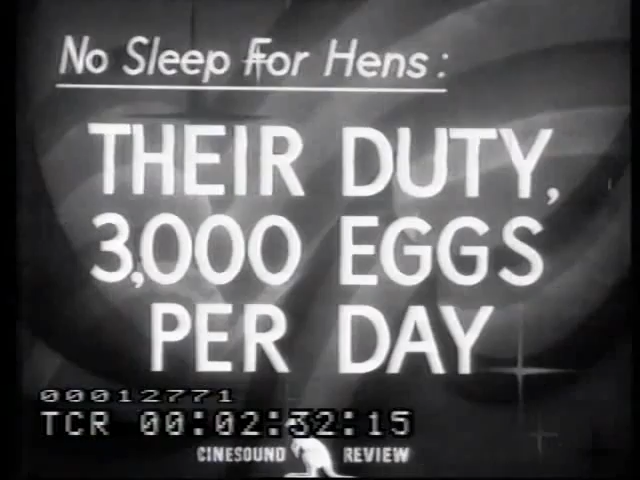 No Sleep For Hens:
THEIR DUTY,
3,000 EGGS
PER DAY
00012771
TCR 00:02:32:15
CINESOUND REVIEW